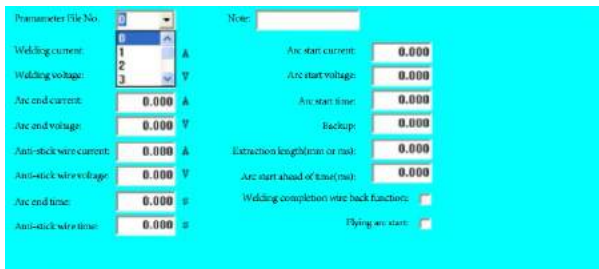 Pramameter File No. 0 Note:
0
Welding current: 1 A Arc start current: 0.000
2
Welding voltage: 3 V Arc start voltage: 0.000
Arc end current: 0.000 A Arc start time: 0.000
Arc end voltage: 0.000 V Backup: 0.000
Anti-stick wire current: 0.000 A Extraction length(mm or ms): 0.000
Anti-stick wire voltage: 0.000 V Arc start ahead of time(ms): 0.000
Arc end time: 0.000 s Welding completion wire back function:
Anti-stick wire time: 0.000 s Flying arc start: